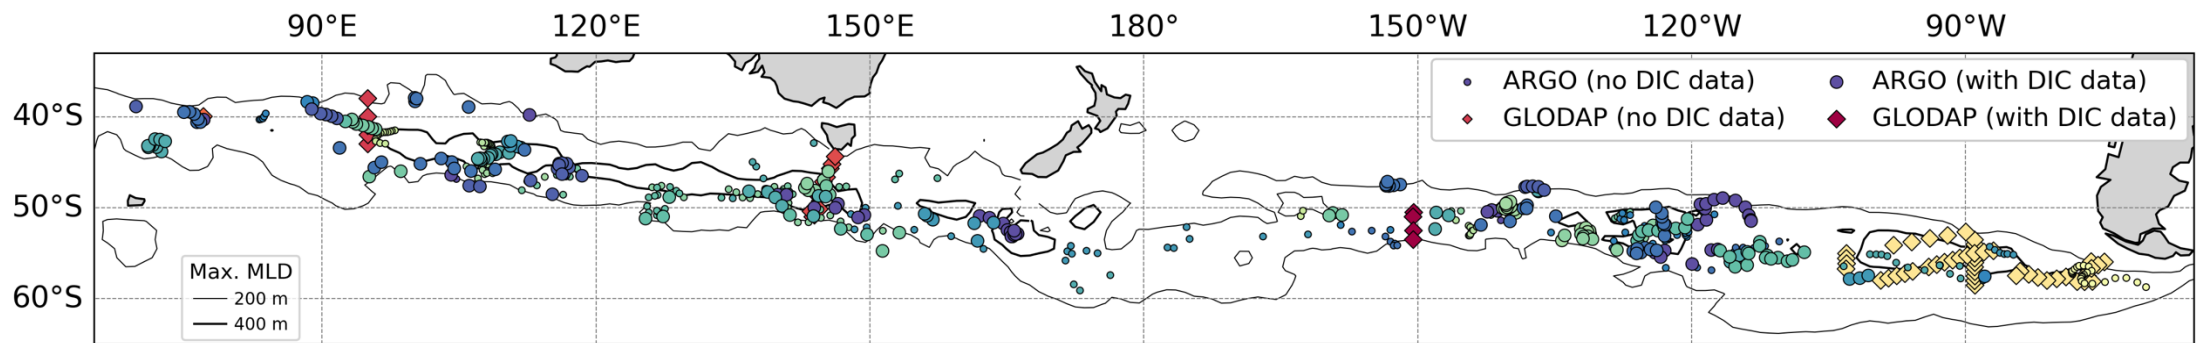 90°E 120°E 150°E 180° 150°W 120°W 90°W
40°S
50°S
60°S
ARGO (no DIC data) ARGO (with DIC data)
GLODAP (no DIC data) GLODAP (with DIC data)
Max. MLD
200 m
400 m